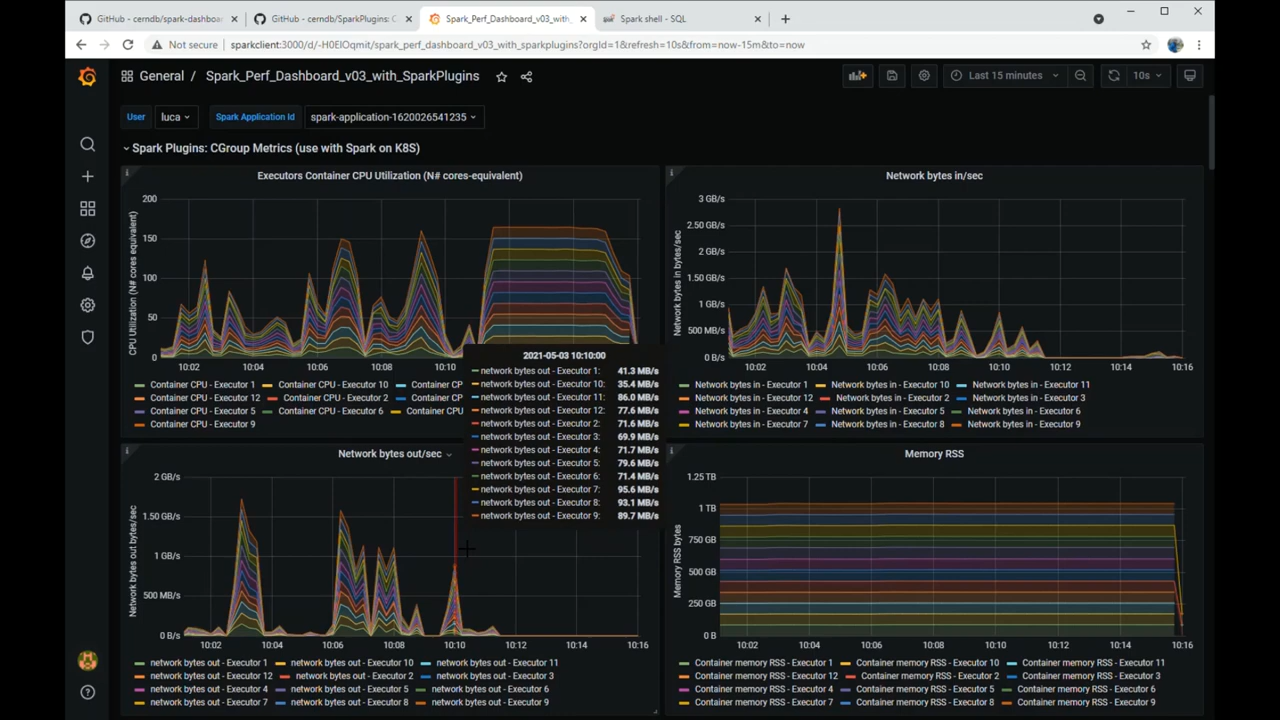 GitHub - cerndb/spark-dashboa
GitHub - cerndb/SparkPlugins: C
Spark_Perf_Dashboard_v03_with_
Spark shell - SQL
Not secure
sparkclient:3000/d/-H0ElOqmit/spark_perf_dashboard_v03_with_sparkplugins?orgId=1&refresh=10s&from=now-15m&to=now
General / Spark_Perf_Dashboard_v03_with_SparkPlugins
Last 15 minutes
10s
User
luca
Spark Application Id
spark-application-1620026541235
Spark Plugins: CGroup Metrics (use with Spark on K8S)
Executors Container CPU Utilization (N# cores-equivalent)
CPU Utilization (N# cores equivalent)
200
150
100
50
0
10:02 10:04 10:06 10:08 10:10
Container CPU - Executor 1 Container CPU - Executor 10 Container CP
Container CPU - Executor 12 Container CPU - Executor 2 Container CP
Container CPU - Executor 5 Container CPU - Executor 6 Container CPU
Container CPU - Executor 9
Network bytes in/sec
Network bytes in bytes/sec
3 GB/s
2.50 GB/s
2 GB/s
1.50 GB/s
1 GB/s
500 MB/s
0 B/s
10:02 10:04 10:06 10:08 10:10 10:12 10:14 10:16
Network bytes in - Executor 1 Network bytes in - Executor 10 Network bytes in - Executor 11
Network bytes in - Executor 12 Network bytes in - Executor 2 Network bytes in - Executor 3
Network bytes in - Executor 4 Network bytes in - Executor 5 Network bytes in - Executor 6
Network bytes in - Executor 7 Network bytes in - Executor 8 Network bytes in - Executor 9
2021-05-03 10:10:00
network bytes out - Executor 1: 41.3 MB/s
network bytes out - Executor 10: 35.4 MB/s
network bytes out - Executor 11: 86.0 MB/s
network bytes out - Executor 12: 77.6 MB/s
network bytes out - Executor 2: 71.6 MB/s
network bytes out - Executor 3: 69.9 MB/s
network bytes out - Executor 4: 71.7 MB/s
network bytes out - Executor 5: 79.6 MB/s
network bytes out - Executor 6: 71.4 MB/s
network bytes out - Executor 7: 95.6 MB/s
network bytes out - Executor 8: 93.1 MB/s
network bytes out - Executor 9: 89.7 MB/s
Network bytes out/sec
Network bytes out bytes/sec
2 GB/s
1.50 GB/s
1 GB/s
500 MB/s
0 B/s
10:02 10:04 10:06 10:08 10:10 10:12 10:14 10:16
network bytes out - Executor 1 network bytes out - Executor 10 network bytes out - Executor 11
network bytes out - Executor 12 network bytes out - Executor 2 network bytes out - Executor 3
network bytes out - Executor 4 network bytes out - Executor 5 network bytes out - Executor 6
network bytes out - Executor 7 network bytes out - Executor 8 network bytes out - Executor 9
Memory RSS
Memory RSS bytes
1.25 TB
1 TB
750 GB
500 GB
250 GB
0 B
10:02 10:04 10:06 10:08 10:10 10:12 10:14 10:16
Container memory RSS - Executor 1 Container memory RSS - Executor 10 Container memory RSS - Executor 11
Container memory RSS - Executor 12 Container memory RSS - Executor 2 Container memory RSS - Executor 3
Container memory RSS - Executor 4 Container memory RSS - Executor 5 Container memory RSS - Executor 6
Container memory RSS - Executor 7 Container memory RSS - Executor 8 Container memory RSS - Executor 9